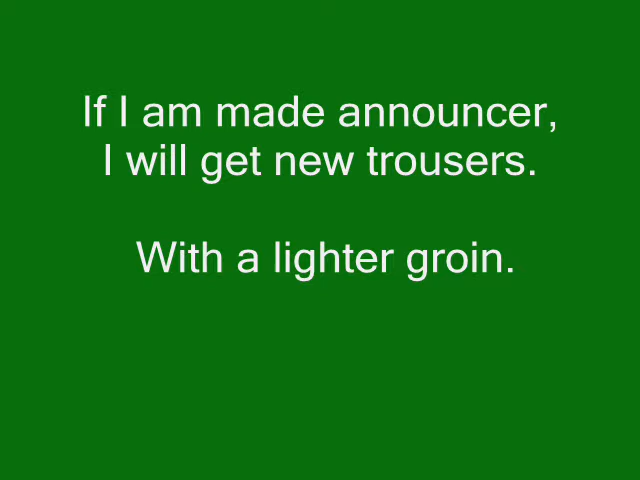 If I am made announcer,
I will get new trousers.
With a lighter groin.